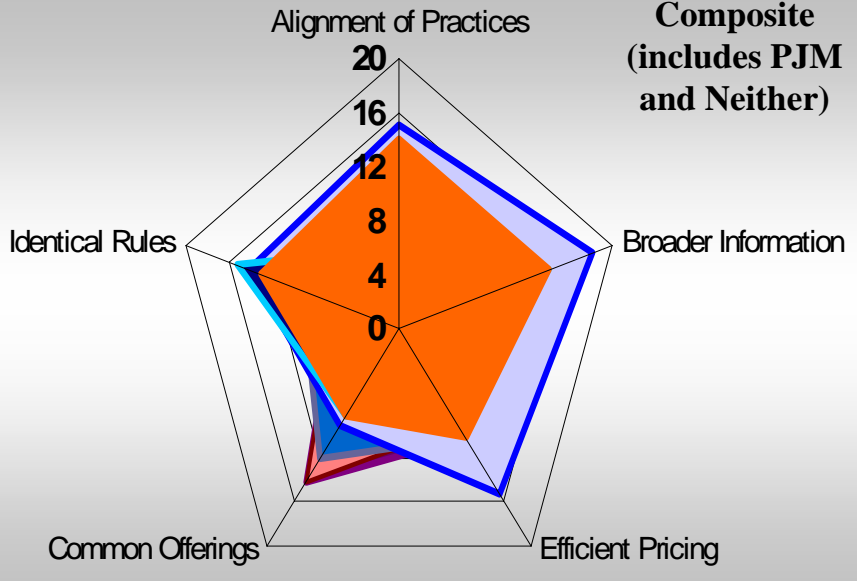 Alignment of Practices
Composite
(includes PJM
and Neither)
20
16
12
8
4
0
Identical Rules
Broader Information
Common Offerings
Efficient Pricing